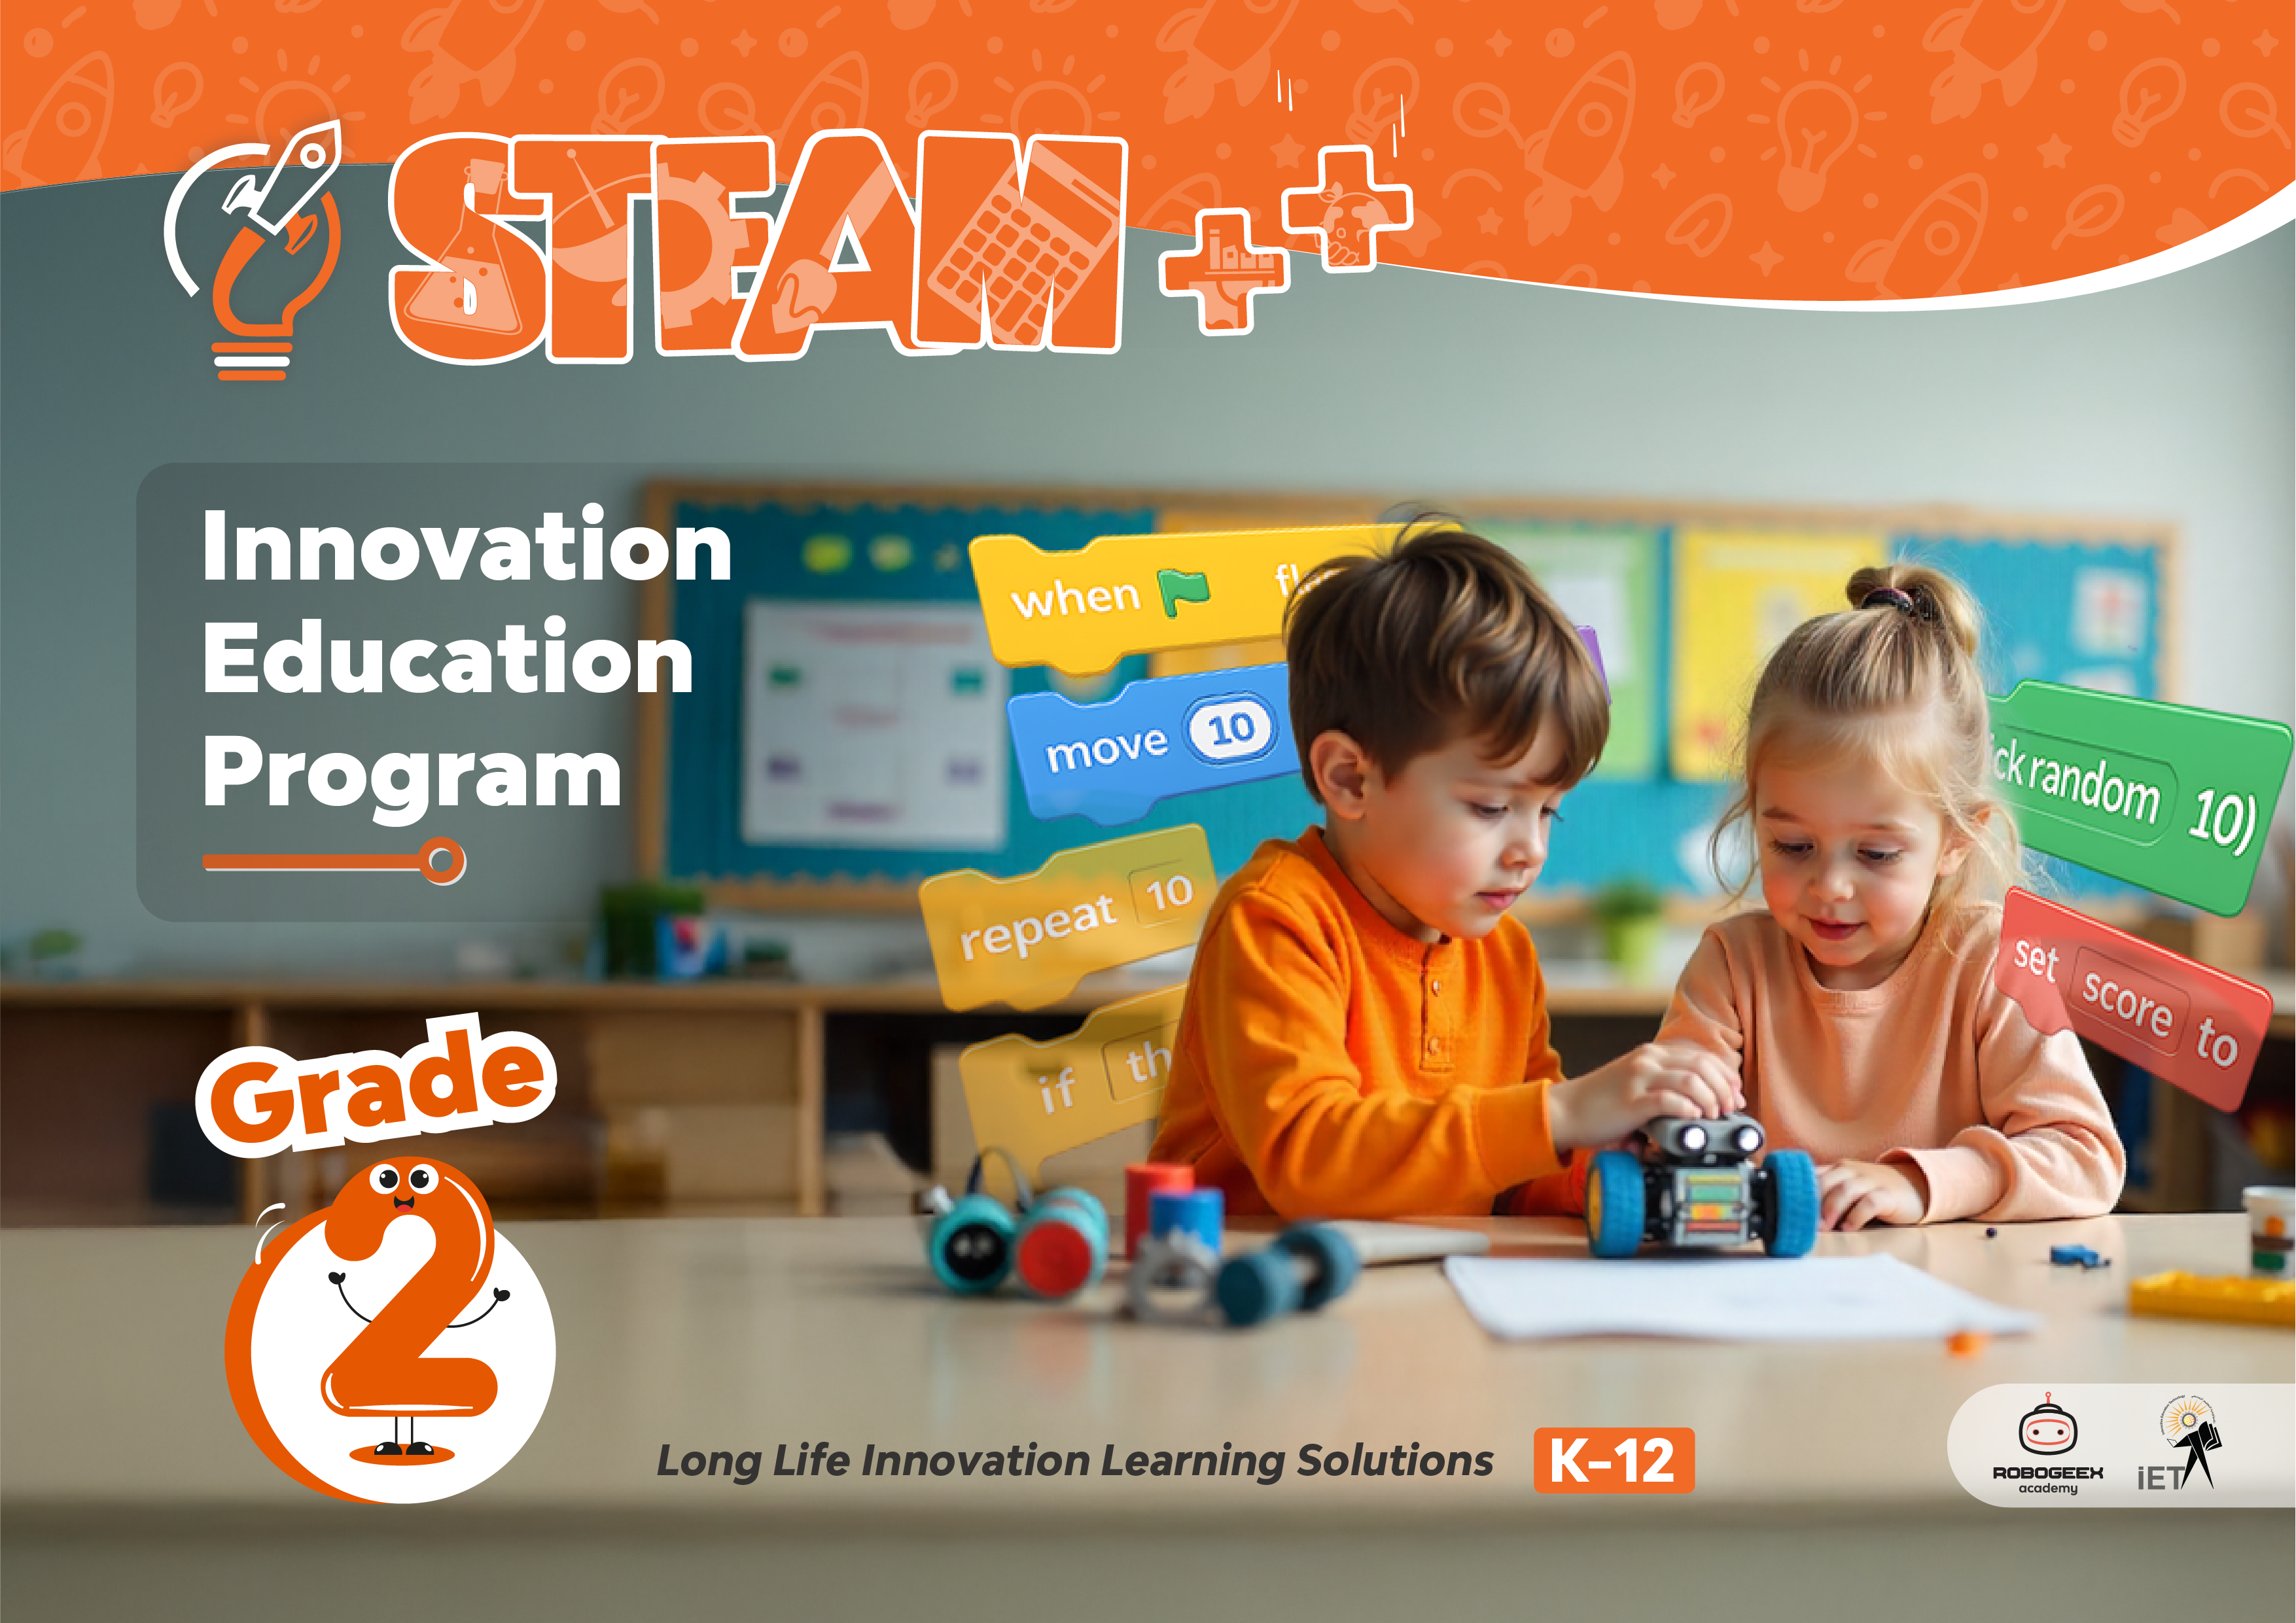 STEAM++
Innovation
Education
Program
when
move 10
repeat 10
if
random 10)
set score to
Grade
2
Long Life Innovation Learning Solutions K-12
ROBOGEEX
academy
iET